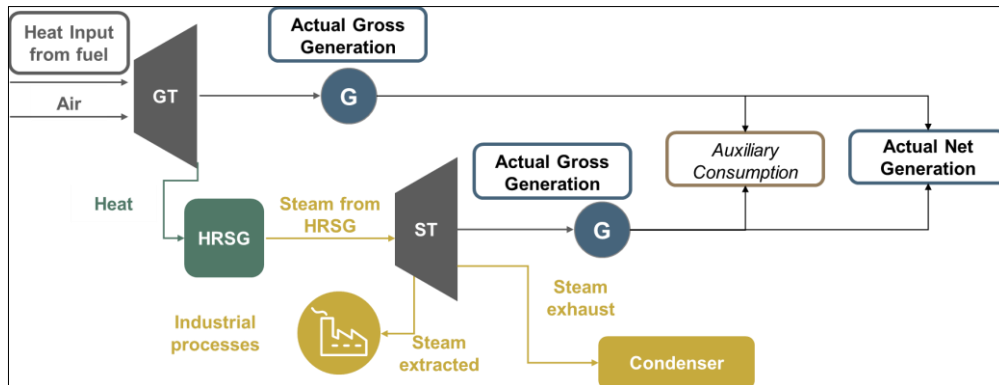 Heat Input
from fuel
Actual Gross
Generation
GT
G
Air
Actual Gross
Generation
Auxiliary
Consumption
Actual Net
Generation
Heat
Steam from
HRSG
HRSG
ST
G
Steam
exhaust
Industrial
processes
Steam
extracted
Condenser